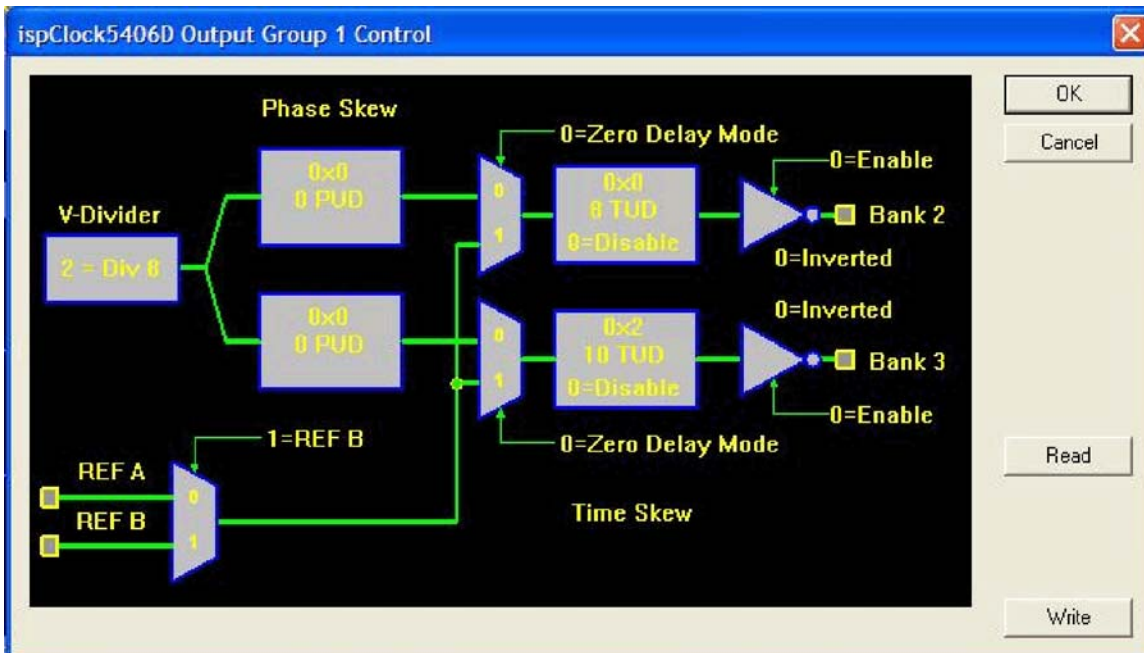 ispClock5406D Output Group 1 Control
OK
Cancel
Read
Write
Phase Skew
V-Divider
2 = Div 8
0x0
0 PUD
0x0
0 PUD
0=Zero Delay Mode
0
1
0x0
8 TUD
0=Disable
0=Enable
Bank 2
0=Inverted
0=Inverted
0
1
0x2
10 TUD
0=Disable
Bank 3
0=Enable
0=Zero Delay Mode
1=REF B
REF A
REF B
0
1
Time Skew